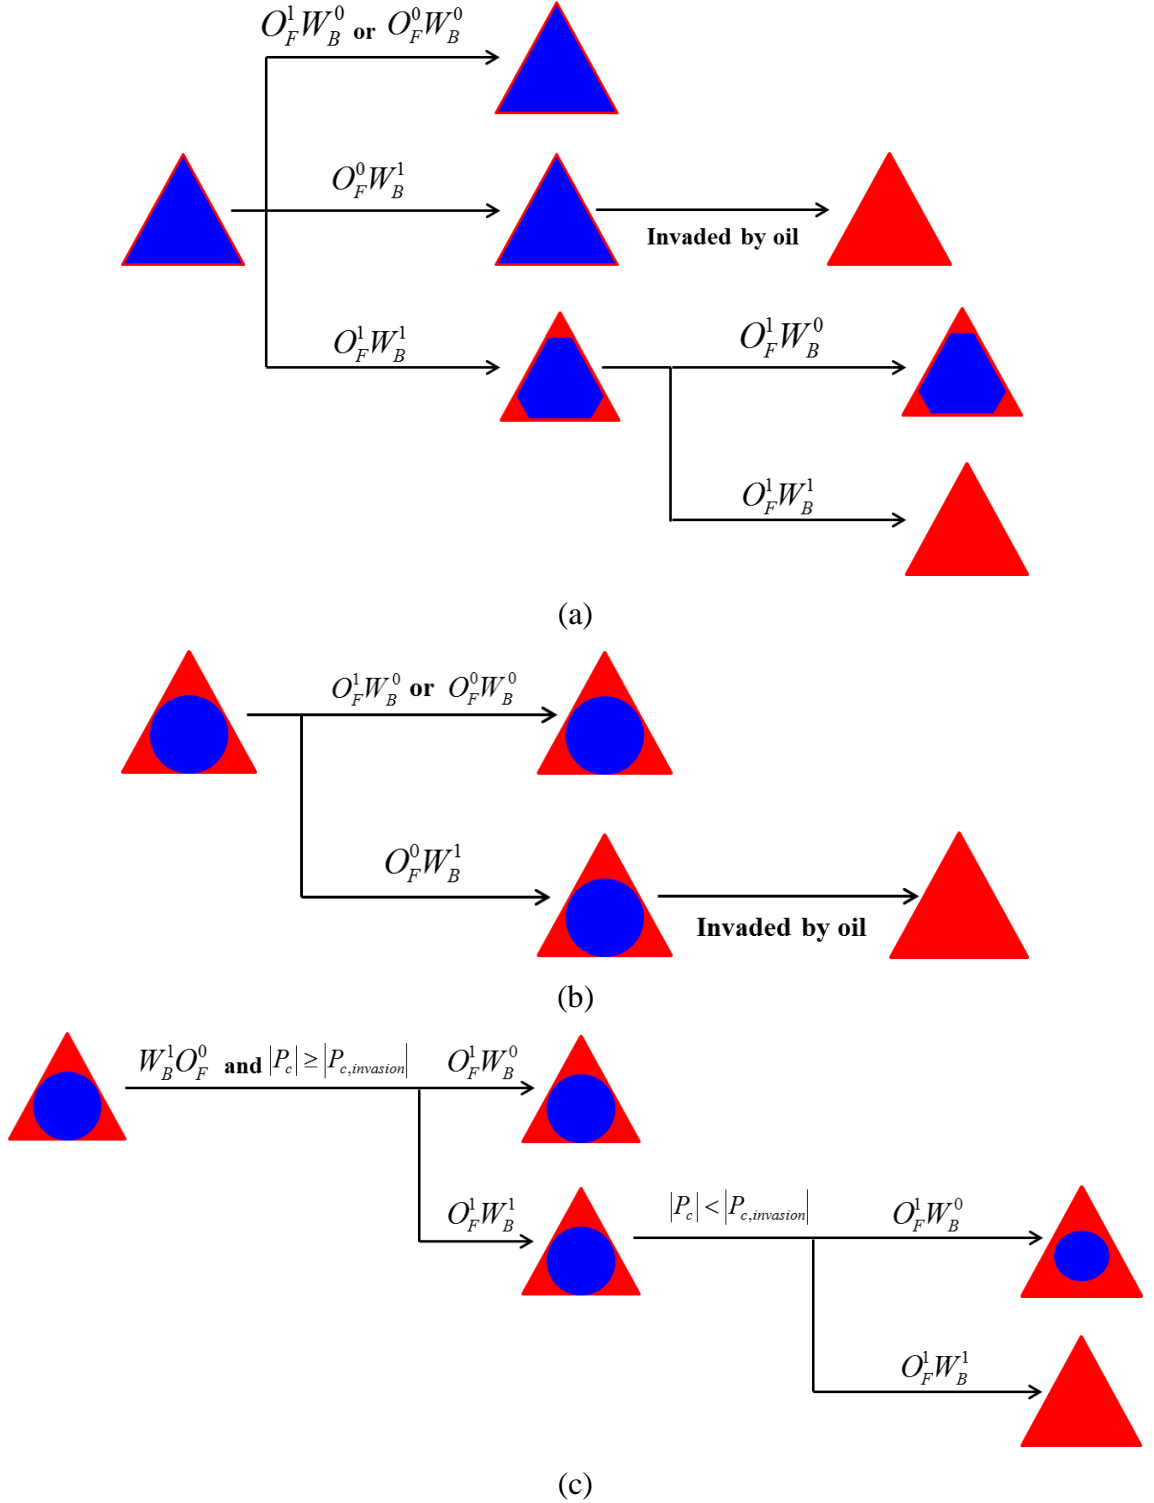 $O_F^1 W_B^0$ or $O_F^0 W_B^0$
$O_F^0 W_B^1$
Invaded by oil
$O_F^1 W_B^1$
$O_F^1 W_B^0$
$O_F^1 W_B^1$
(a)
$O_F^1 W_B^0$ or $O_F^0 W_B^0$
$O_F^0 W_B^1$
Invaded by oil
(b)
$W_B^1 O_F^0$ and $|P_c| \geq |P_{c,invasion}|$
$O_F^1 W_B^0$
$O_F^1 W_B^1$
$|P_c| < |P_{c,invasion}|$
$O_F^1 W_B^0$
$O_F^1 W_B^1$
(c)